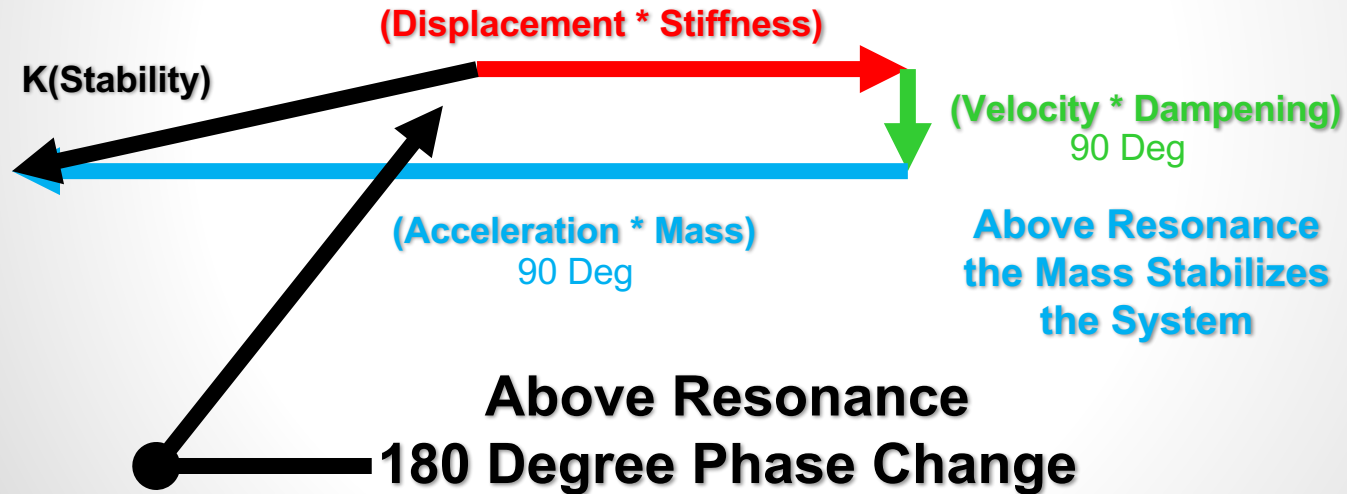 (Displacement * Stiffness)
K(Stability)
(Velocity * Dampening)
90 Deg
(Acceleration * Mass)
90 Deg
Above Resonance
the Mass Stabilizes
the System
Above Resonance
180 Degree Phase Change